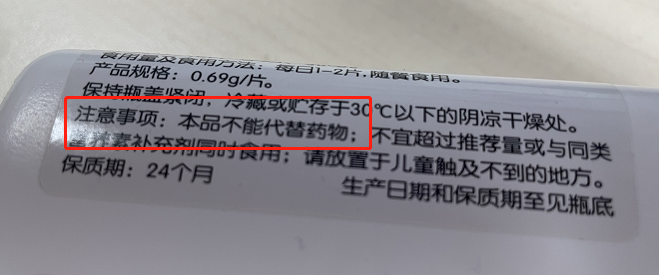 食用量及食用方法：每日1-2片，随餐食用。
产品规格：0.69g/片。
保持瓶盖紧闭，冷藏或贮存于30℃以下的阴凉干燥处。
注意事项：本品不能代替药物；不宜超过推荐量或与同类
素补充剂同时食用；请放置于儿童触及不到的地方。
保质期：24个月
生产日期和保质期至见瓶底